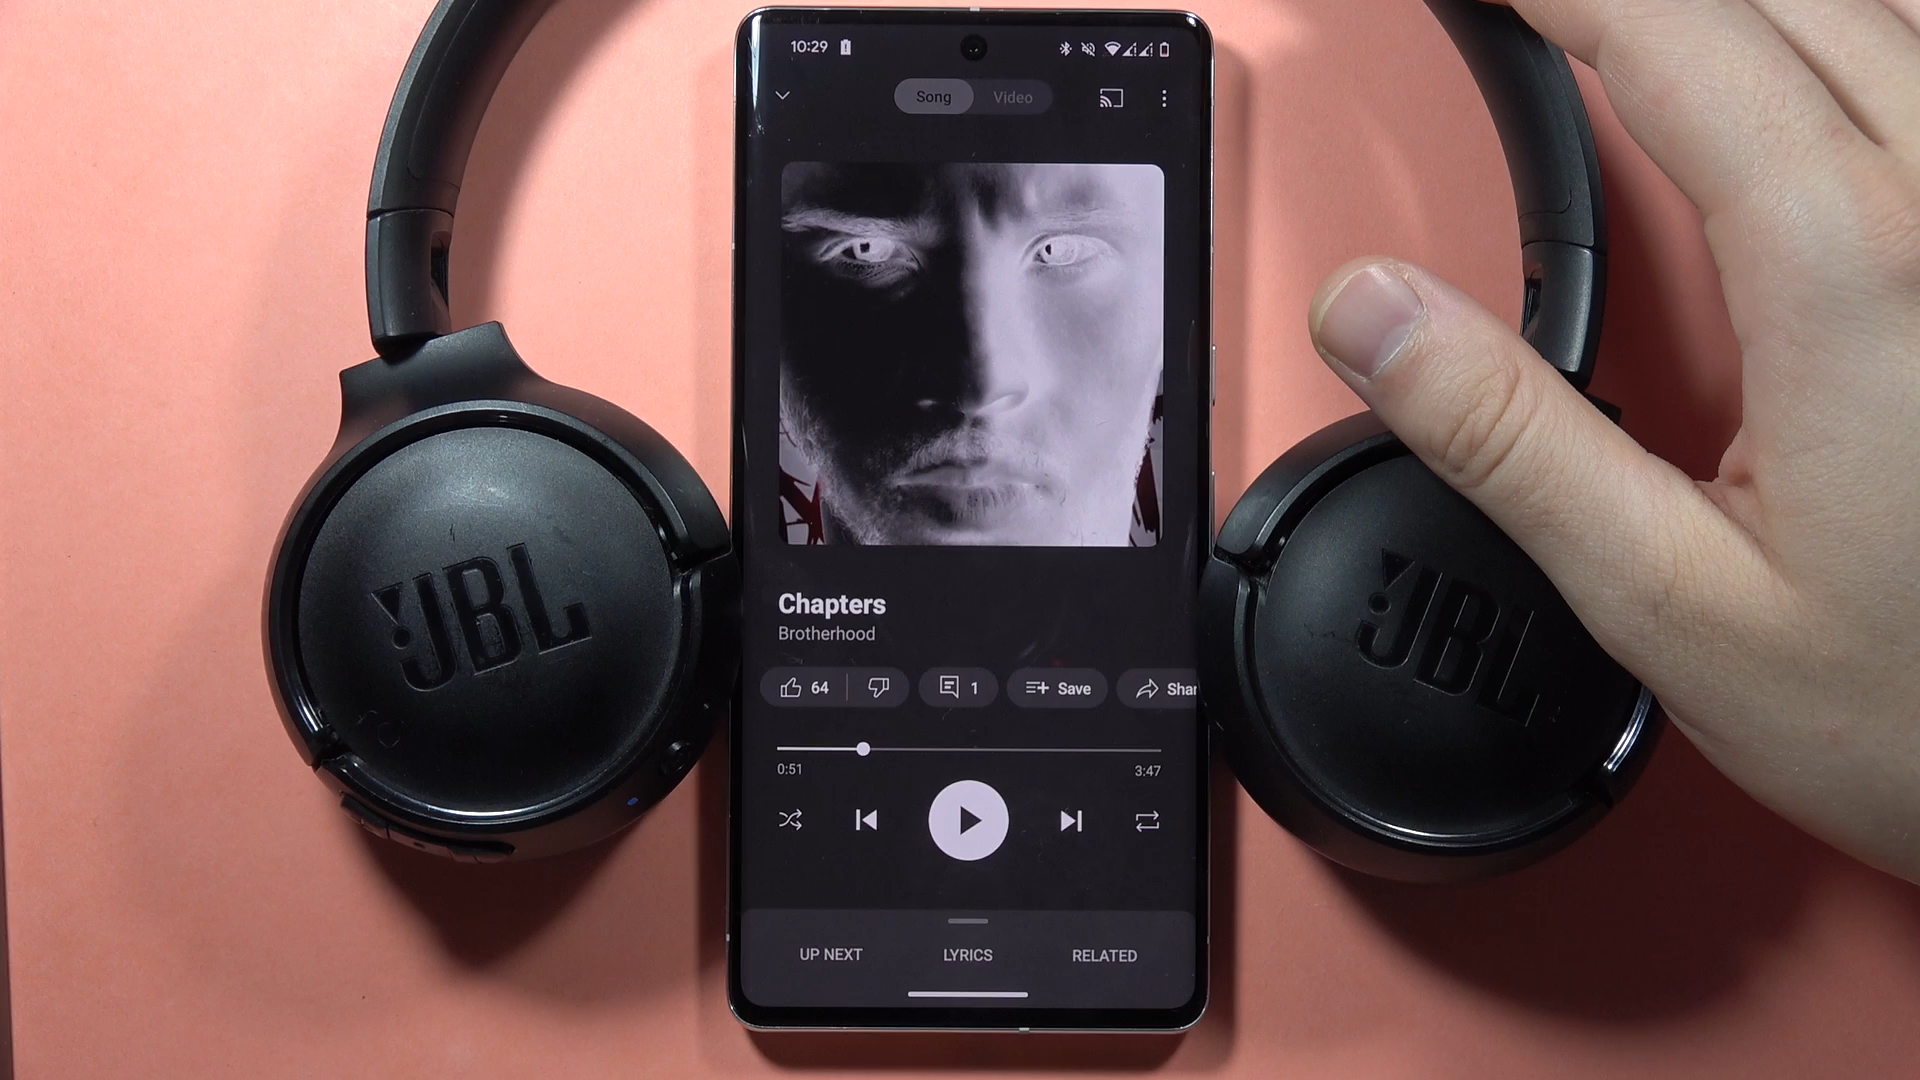 10:29
Song Video
Chapters
Brotherhood
64 1 Save Shar
0:51 3:47
UP NEXT LYRICS RELATED
JBL
JBL